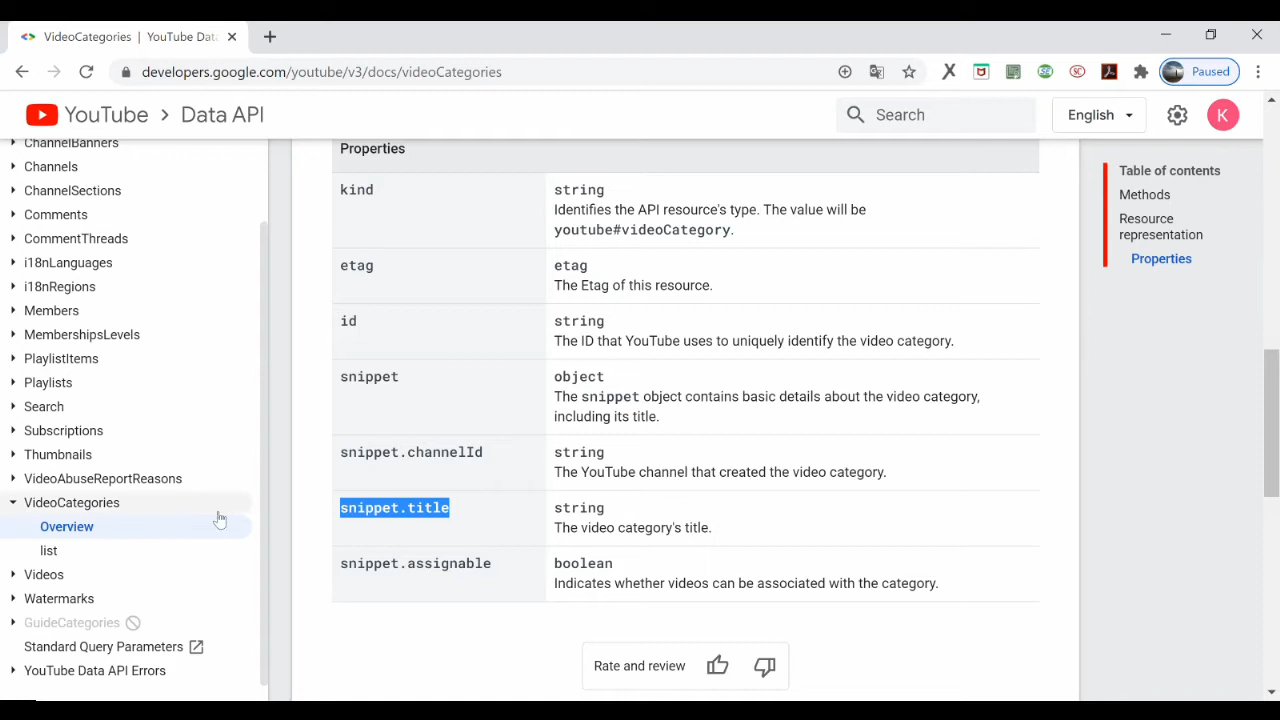 VideoCategories | YouTube Data
developers.google.com/youtube/v3/docs/videoCategories
Paused
YouTube > Data API
Search
English
K
ChannelBanners
Channels
ChannelSections
Comments
CommentThreads
i18nLanguages
i18nRegions
Members
MembershipsLevels
PlaylistItems
Playlists
Search
Subscriptions
Thumbnails
VideoAbuseReportReasons
VideoCategories
Overview
list
Videos
Watermarks
GuideCategories
Standard Query Parameters
YouTube Data API Errors
Properties
kind
string
Identifies the API resource's type. The value will be
youtube#videoCategory.
etag
etag
The Etag of this resource.
id
string
The ID that YouTube uses to uniquely identify the video category.
snippet
object
The snippet object contains basic details about the video category,
including its title.
snippet.channelId
string
The YouTube channel that created the video category.
snippet.title
string
The video category's title.
snippet.assignable
boolean
Indicates whether videos can be associated with the category.
Rate and review
Table of contents
Methods
Resource
representation
Properties